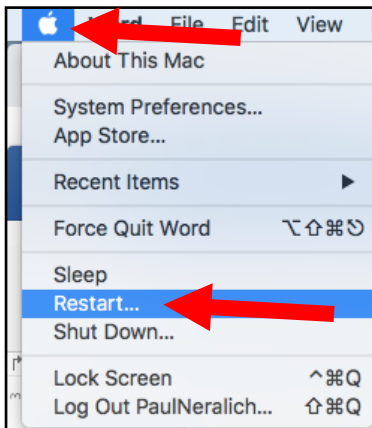 Word File Edit View
About This Mac
System Preferences...
App Store...
Recent Items
Force Quit Word ⌥⇧⌘⎋
Sleep
Restart...
Shut Down...
Lock Screen ^⌘Q
Log Out PaulNeralich... ⇧⌘Q